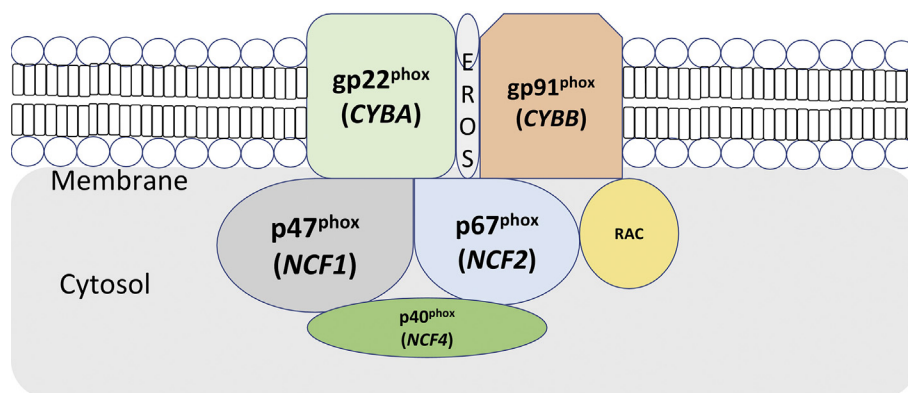 gp22phox
(CYBA)
E
R
O
S
gp91phox
(CYBB)
Membrane
p47phox
(NCF1)
p67phox
(NCF2)
RAC
Cytosol
p40phox
(NCF4)